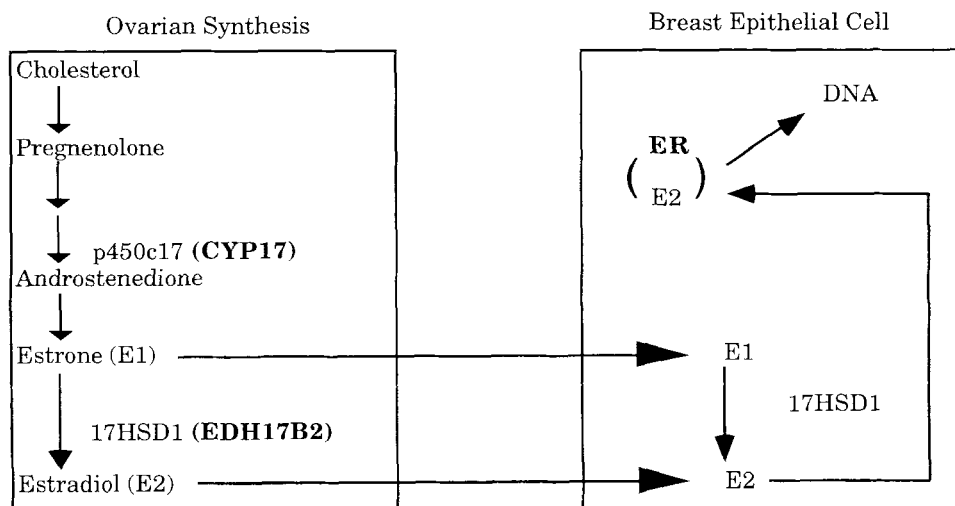 Ovarian Synthesis
Cholesterol
Pregnenolone
p450c17 (CYP17)
Androstenedione
Estrone (E1)
17HSD1 (EDH17B2)
Estradiol (E2)
Breast Epithelial Cell
DNA
ER
( )
E2
E1
17HSD1
E2